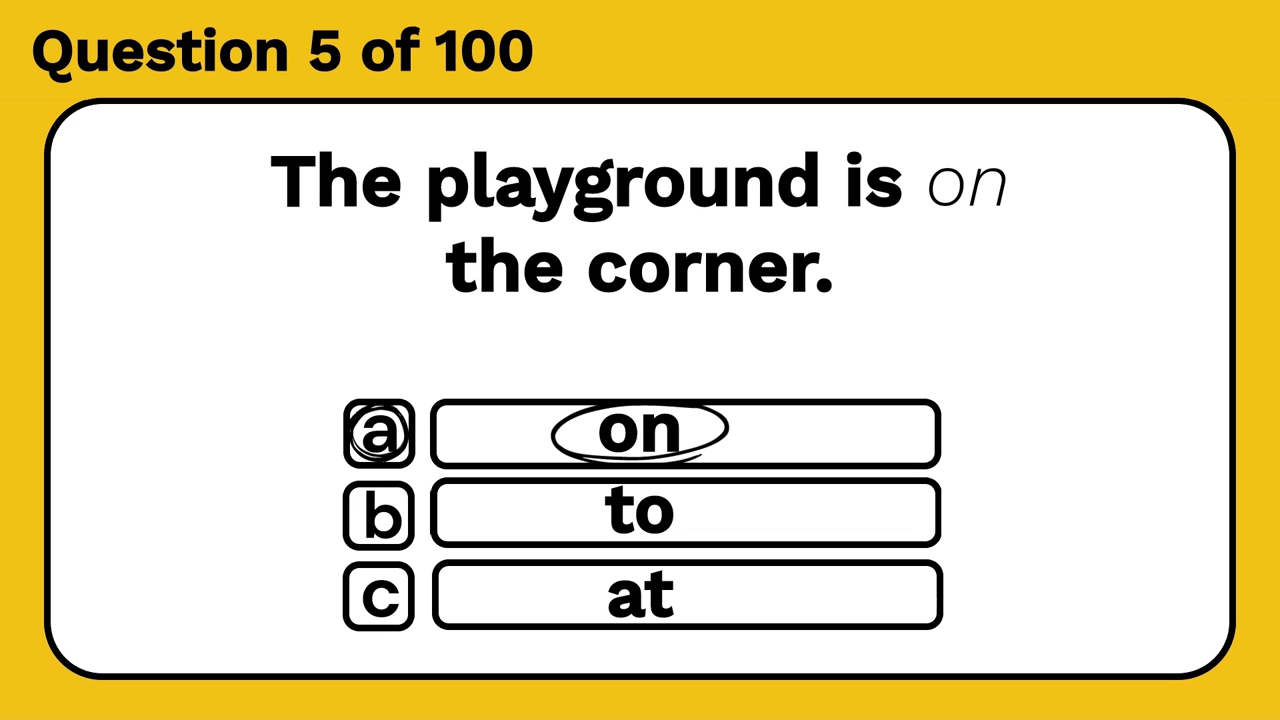 Question 5 of 100
The playground is on
the corner.
a on
b to
c at